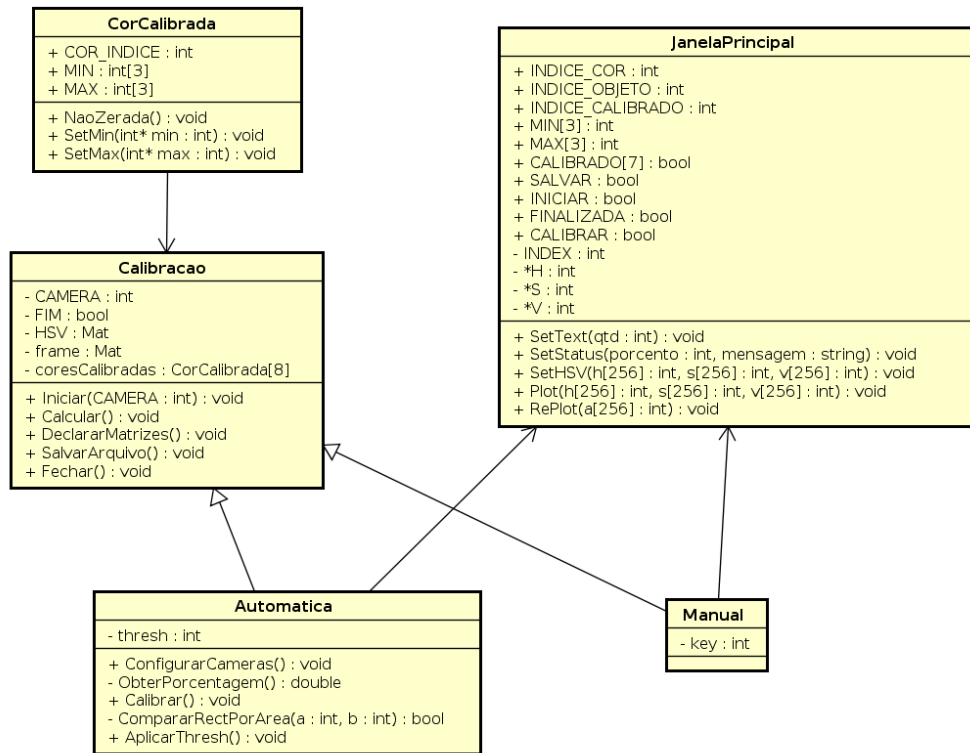 CorCalibrada
+ COR_INDICE : int
+ MIN : int[3]
+ MAX : int[3]
+ NaoZerada() : void
+ SetMin(int* min : int) : void
+ SetMax(int* max : int) : void
JanelaPrincipal
+ INDICE_COR : int
+ INDICE_OBJETO : int
+ INDICE_CALIBRADO : int
+ MIN[3] : int
+ MAX[3] : int
+ CALIBRADO[7] : bool
+ SALVAR : bool
+ INICIAR : bool
+ FINALIZADA : bool
+ CALIBRAR : bool
- INDEX : int
- *H : int
- *S : int
- *V : int
+ SetText(qtd : int) : void
+ SetStatus(porcento : int, mensagem : string) : void
+ SetHSV(h[256] : int, s[256] : int, v[256] : int) : void
+ Plot(h[256] : int, s[256] : int, v[256] : int) : void
+ RePlot(a[256] : int) : void
Calibracao
- CAMERA : int
- FIM : bool
- HSV : Mat
- frame : Mat
- coresCalibradas : CorCalibrada[8]
+ Iniciar(CAMERA : int) : void
+ Calcular() : void
+ DeclararMatrizes() : void
+ SalvarArquivo() : void
+ Fechar() : void
Automatica
- thresh : int
+ ConfigurarCameras() : void
- ObterPorcentagem() : double
+ Calibrar() : void
- CompararRectPorArea(a : int, b : int) : bool
+ AplicarThresh() : void
Manual
- key : int